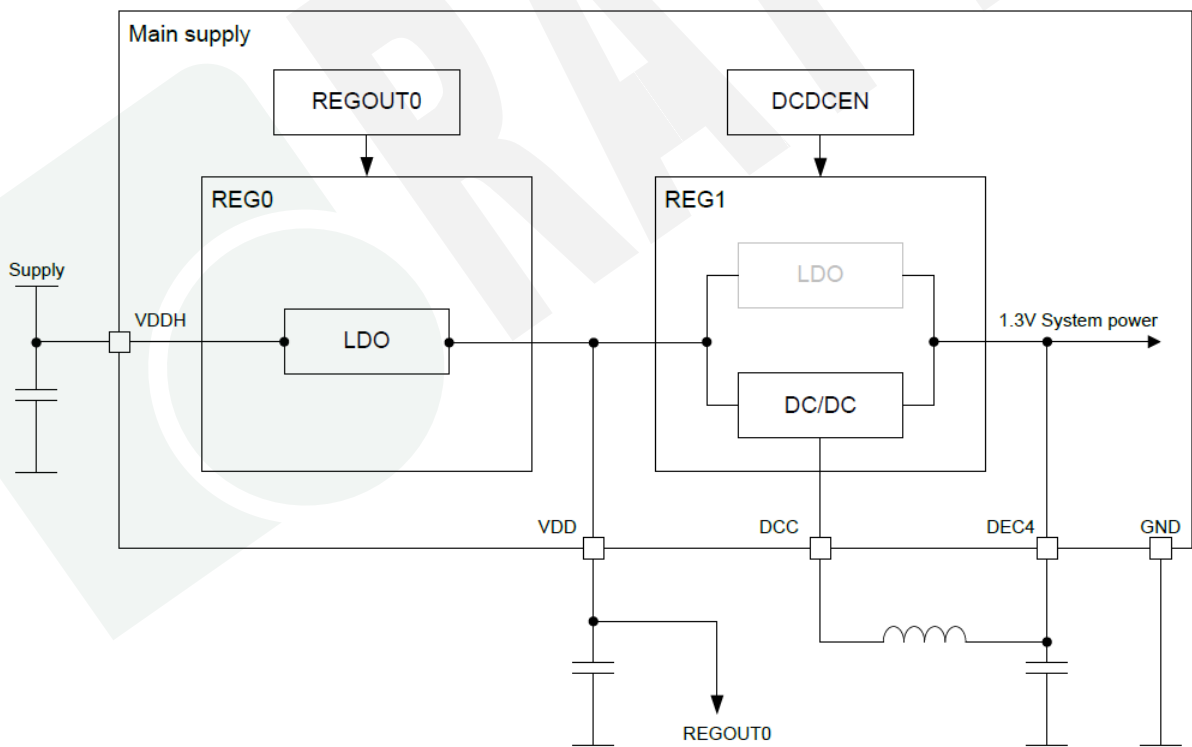 Main supply
REGOUT0
DCDCEN
REG0
REG1
Supply
VDDH
LDO
LDO
1.3V System power
DC/DC
VDD
DCC
DEC4
GND
REGOUT0